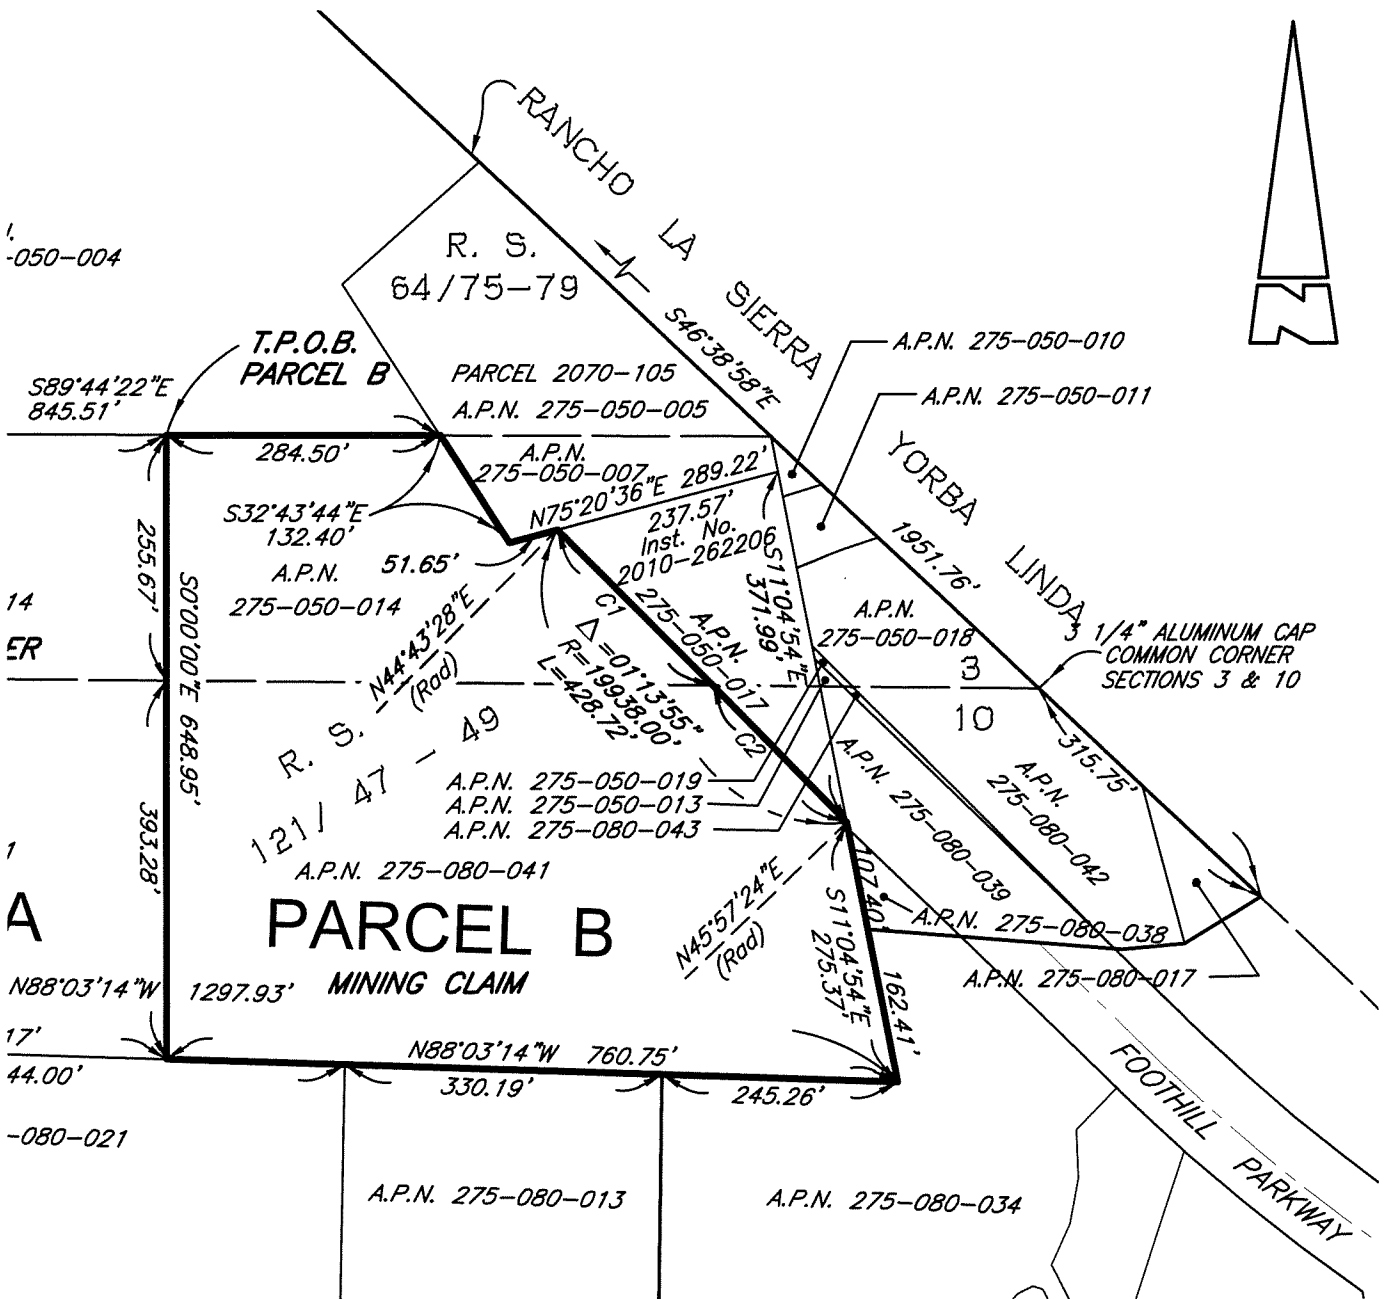 RANCHO LA SIERRA YORBA LINDA
-050-004
R. S.
64/75-79
T.P.O.B.
PARCEL B
S89°44'22"E
845.51'
S46°38'58"E
1951.76'
A.P.N. 275-050-010
A.P.N. 275-050-011
PARCEL 2070-105
A.P.N. 275-050-005
284.50'
A.P.N.
275-050-007
N75°20'36"E 289.22'
237.57'
Inst. No.
2010-262206
S32°43'44"E
132.40'
51.65'
A.P.N.
275-050-014
255.67'
S0°00'00"E 648.95'
393.28'
14
ER
N44°43'28"E
(Rad)
C1
Δ=01°13'55"
R=19938.00'
L=428.72'
A.P.N.
275-050-017
C2
S11°04'54"E
371.99'
A.P.N.
275-050-018
3 1/4" ALUMINUM CAP
COMMON CORNER
SECTIONS 3 & 10
3
10
R. S.
121/ 47 - 49
A.P.N. 275-050-019
A.P.N. 275-050-013
A.P.N. 275-080-043
A.P.N. 275-080-041
A.P.N. 275-080-039
A.P.N.
275-080-042
315.75'
1
A
PARCEL B
MINING CLAIM
N45°57'24"E
(Rad)
107.40'
S11°04'54"E
275.37'
162.41'
A.P.N. 275-080-038
A.P.N. 275-080-017
N88°03'14"W 1297.93'
17'
44.00'
N88°03'14"W 760.75'
330.19'
245.26'
-080-021
A.P.N. 275-080-013
A.P.N. 275-080-034
FOOTHILL PARKWAY
N